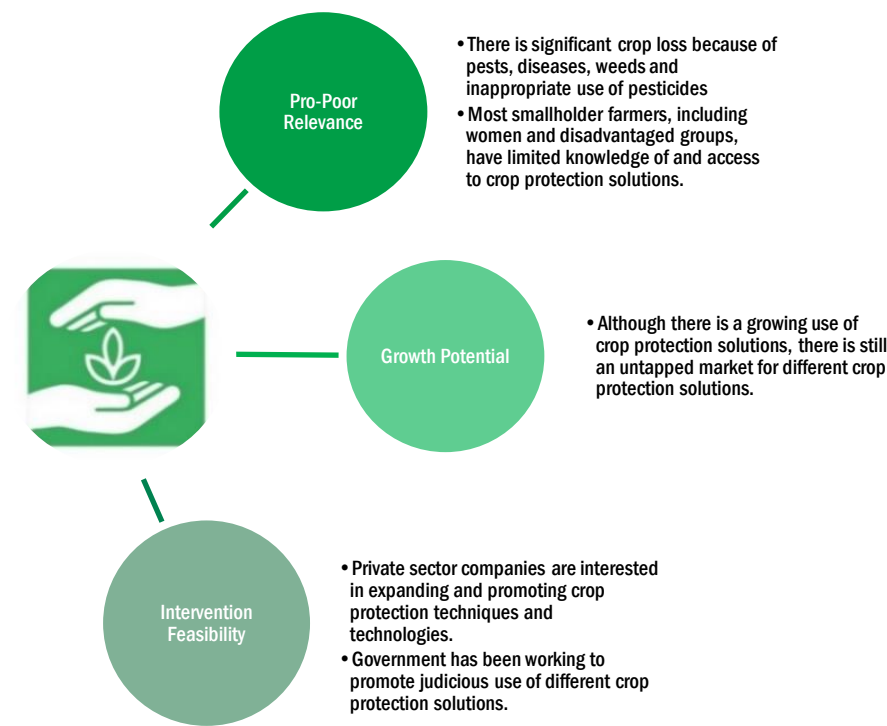 Pro-Poor
Relevance
• There is significant crop loss because of
pests, diseases, weeds and
inappropriate use of pesticides
• Most smallholder farmers, including
women and disadvantaged groups,
have limited knowledge of and access
to crop protection solutions.
Growth Potential
• Although there is a growing use of
crop protection solutions, there is still
an untapped market for different crop
protection solutions.
Intervention
Feasibility
• Private sector companies are interested
in expanding and promoting crop
protection techniques and
technologies.
• Government has been working to
promote judicious use of different crop
protection solutions.